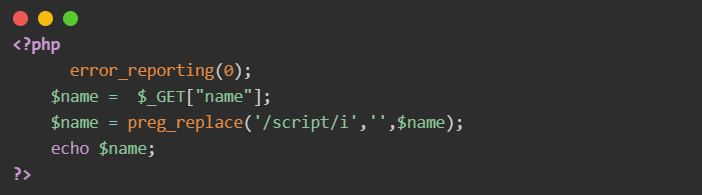 <?php
error_reporting(0);
$name = $_GET["name"];
$name = preg_replace('/script/i','',$name);
echo $name;
?>